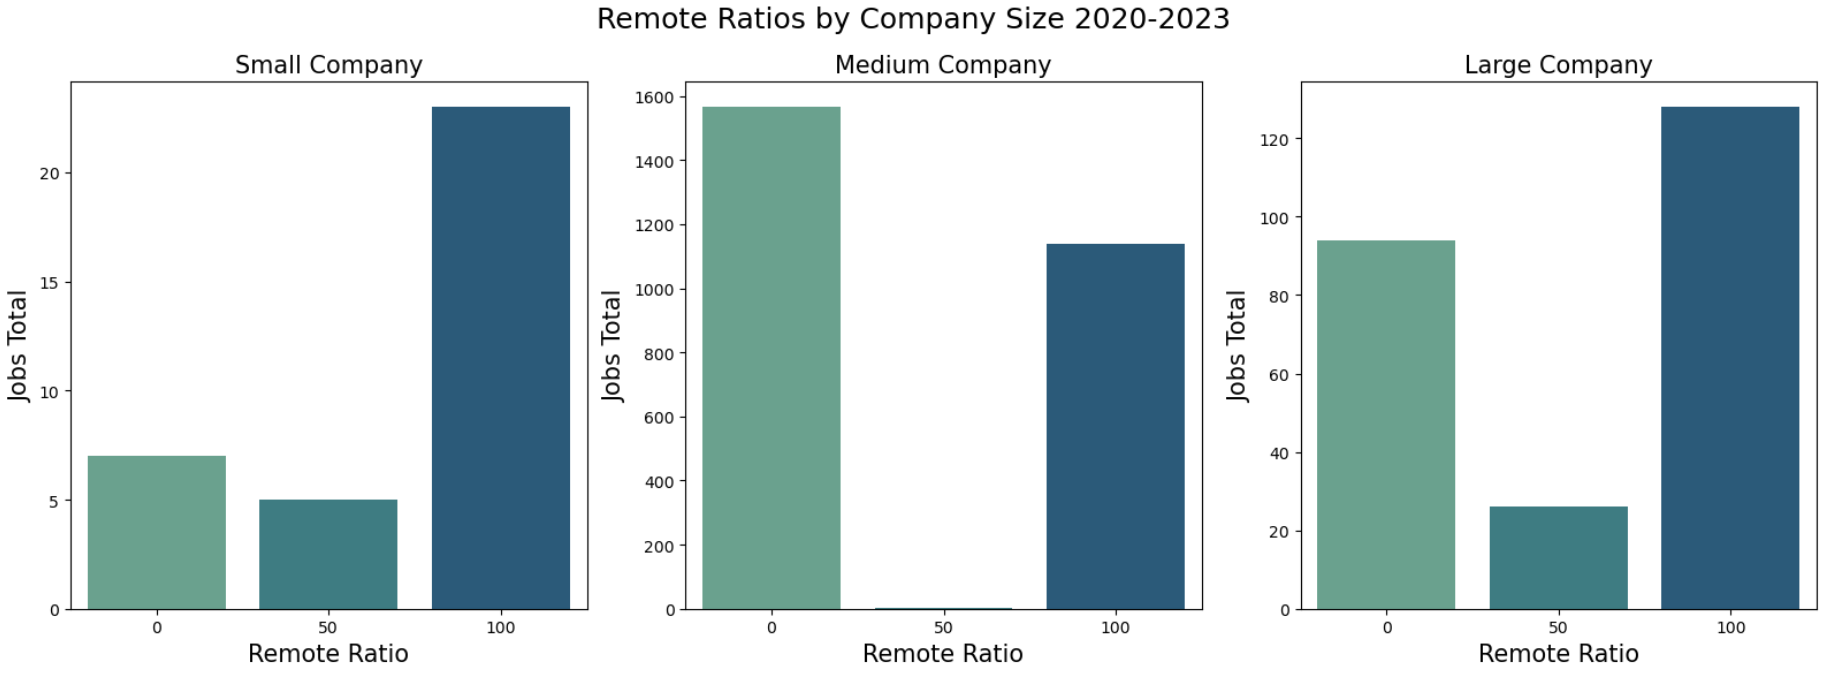 Remote Ratios by Company Size 2020-2023
Small Company
Jobs Total
20
15
10
5
0
0 50 100
Remote Ratio
Medium Company
Jobs Total
1600
1400
1200
1000
800
600
400
200
0
0 50 100
Remote Ratio
Large Company
Jobs Total
120
100
80
60
40
20
0
0 50 100
Remote Ratio